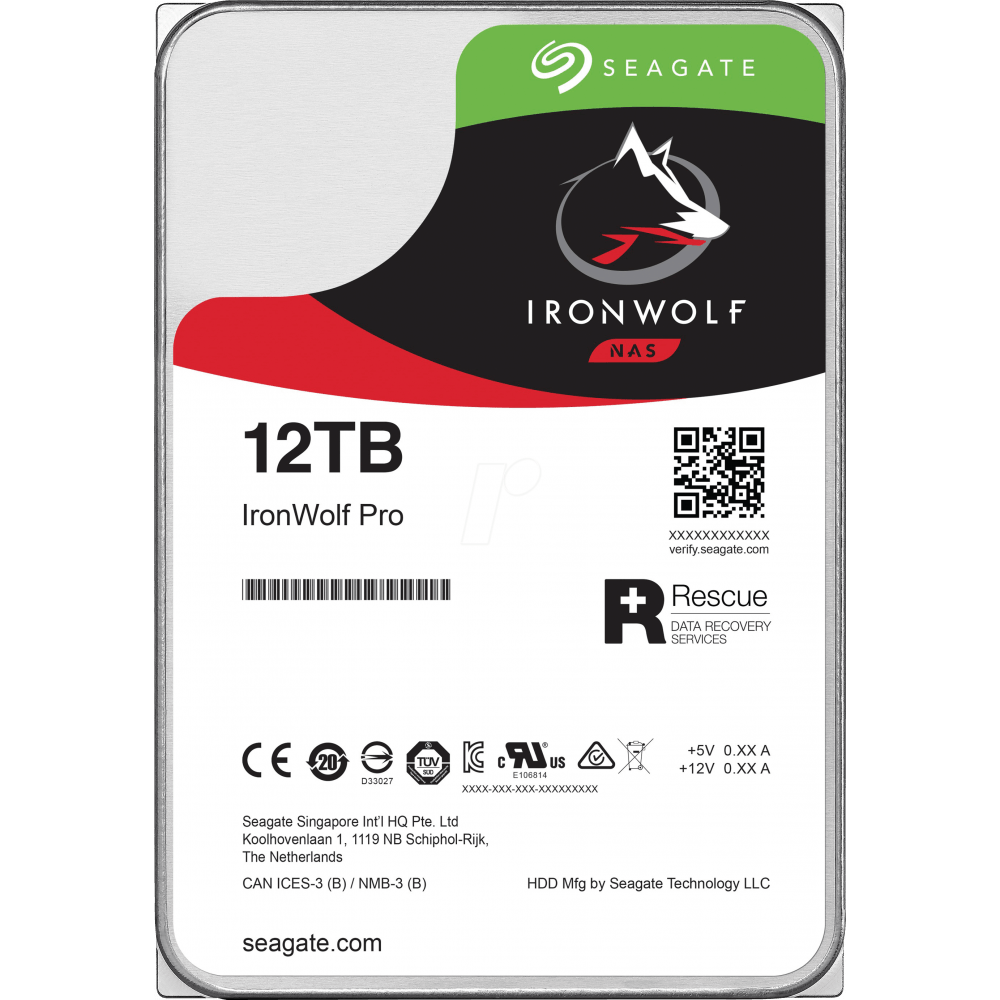 SEAGATE
IRONWOLF
NAS
12TB
IronWolf Pro
XXXXXXXXXXXX
verify.seagate.com
R Rescue
DATA RECOVERY
SERVICES
CE 20 D33027 TÜV SÜD c RU ® US E106814
XXXX-XXX-XXX-XXXXXXXXX
+5V 0.XX A
+12V 0.XX A
Seagate Singapore Int'l HQ Pte. Ltd
Koolhovenlaan 1, 1119 NB Schiphol-Rijk,
The Netherlands
CAN ICES-3 (B) / NMB-3 (B)
HDD Mfg by Seagate Technology LLC
seagate.com